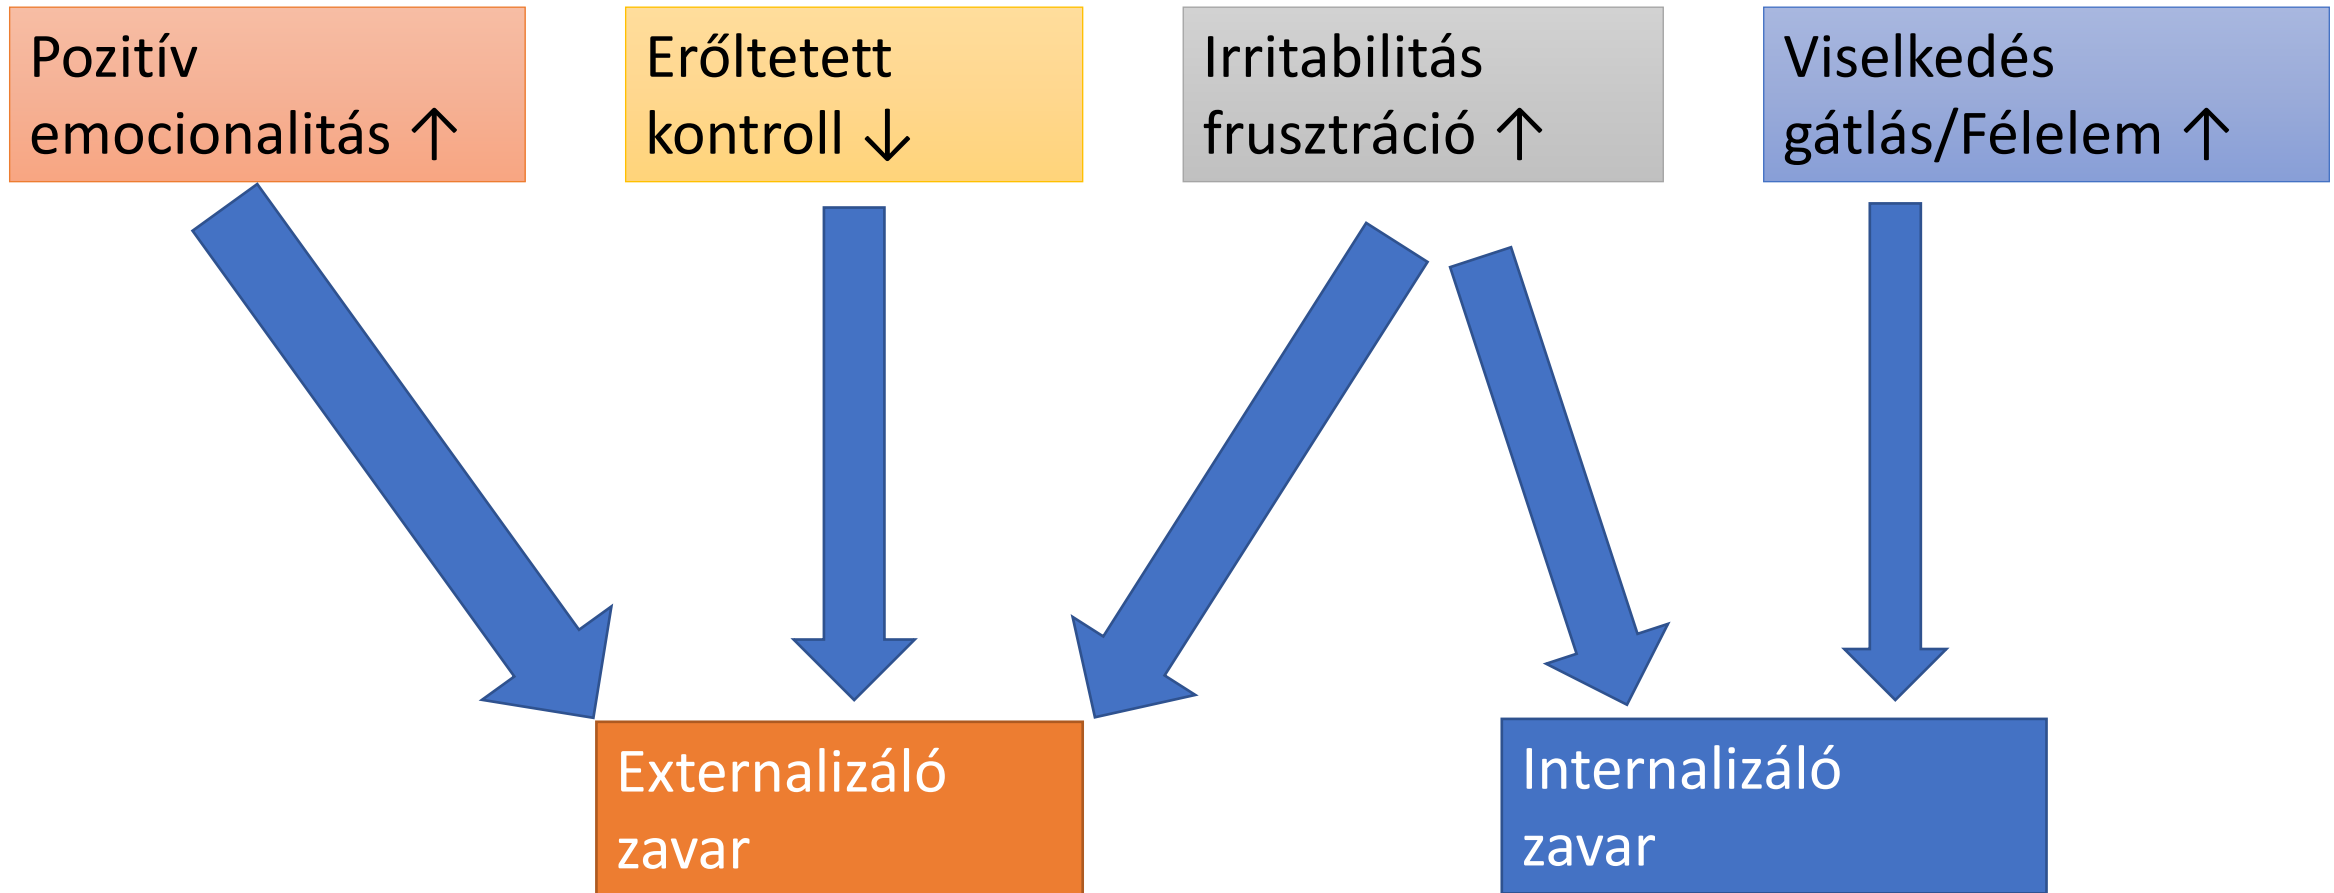 Pozitív
emocionalitás ↑
Erőltetett
kontroll ↓
Irritabilitás
frusztráció ↑
Viselkedés
gátlás/Félelem ↑
Externalizáló
zavar
Internalizáló
zavar